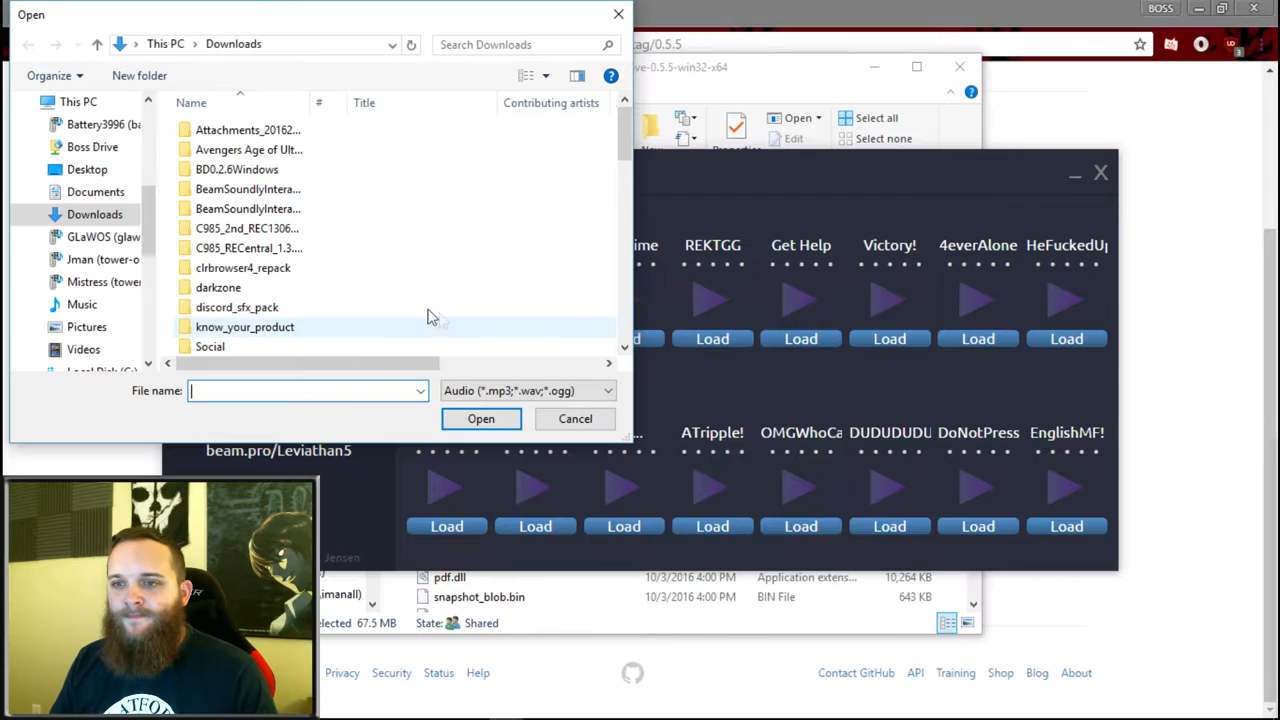 Open
BOSS
This PC
Downloads
Search Downloads
tag/0.5.5
ve-0.5.5-win32-x64
Organize
New folder
Open
Select all
Edit
Select none
Name
#
Title
Contributing artists
This PC
Battery3996 (ba
Boss Drive
Desktop
Documents
Downloads
GLaWOS (glaw
Jman (tower-o
Mistress (towe
Music
Pictures
Videos
Attachments_20162...
Avengers Age of Ult...
BD0.2.6Windows
BeamSoundlyIntera...
BeamSoundlyIntera...
C985_2nd_REC1306...
C985_RECentral_1.3....
clrbrowser4_repack
darkzone
discord_sfx_pack
know_your_product
Social
File name:
Audio (*.mp3;*.wav;*.ogg)
Open
Cancel
ime
REKTGG
Get Help
Victory!
4everAlone
HeFuckedUp
d
Load
Load
Load
Load
Load
...
ATripple!
OMGWhoCa
DUDUDUDU
DoNotPress
EnglishMF!
Load
Load
Load
Load
Load
Load
Load
Load
beam.pro/Leviathan5
Jensen
pdf.dll
10/3/2016 4:00 PM
Application extens...
10,264 KB
imanall)
snapshot_blob.bin
10/3/2016 4:00 PM
BIN File
643 KB
elected 67.5 MB
State:
Shared
Privacy
Security
Status
Help
Contact GitHub
API
Training
Shop
Blog
About